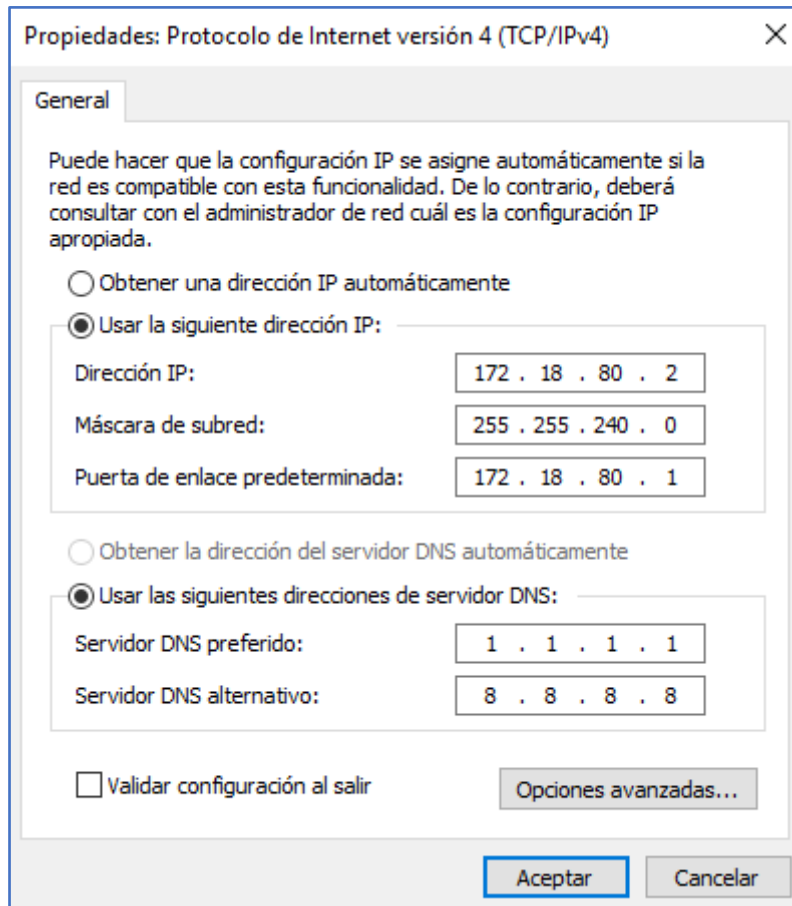 Propiedades: Protocolo de Internet versión 4 (TCP/IPv4)
General
Puede hacer que la configuración IP se asigne automáticamente si la
red es compatible con esta funcionalidad. De lo contrario, deberá
consultar con el administrador de red cuál es la configuración IP
apropiada.
Obtener una dirección IP automáticamente
Usar la siguiente dirección IP:
Dirección IP: 172 . 18 . 80 . 2
Máscara de subred: 255 . 255 . 240 . 0
Puerta de enlace predeterminada: 172 . 18 . 80 . 1
Obtener la dirección del servidor DNS automáticamente
Usar las siguientes direcciones de servidor DNS:
Servidor DNS preferido: 1 . 1 . 1 . 1
Servidor DNS alternativo: 8 . 8 . 8 . 8
Validar configuración al salir Opciones avanzadas...
Aceptar Cancelar